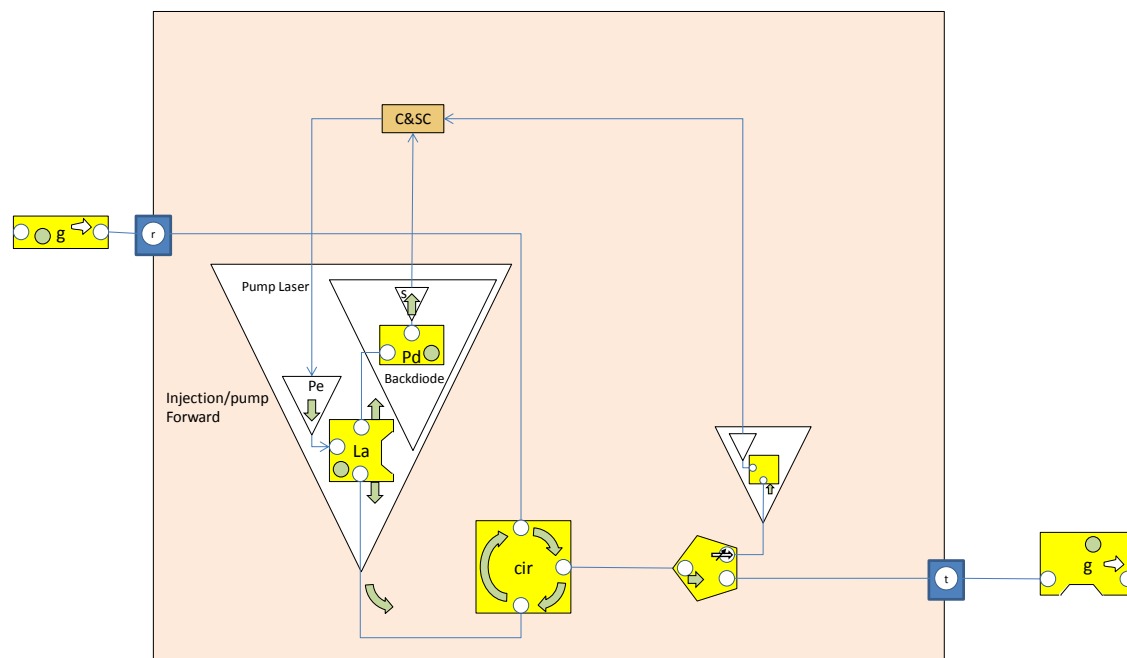 C&SC
g
r
Pump Laser
S
Pd
Backdiode
Pe
Injection/pump
Forward
La
cir
t
g